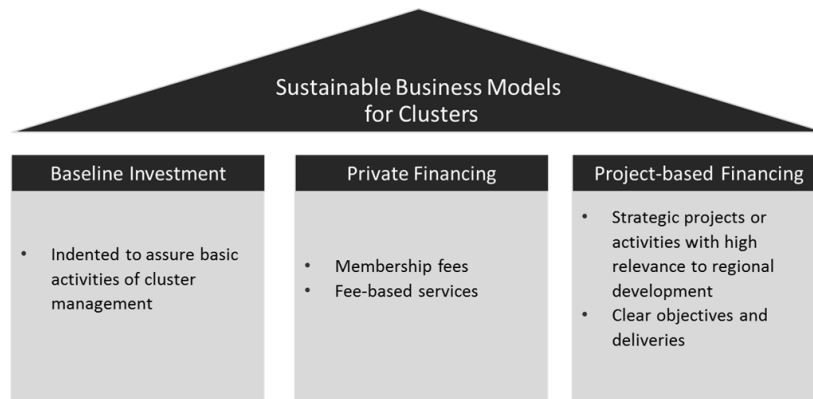 Sustainable Business Models
for Clusters
Baseline Investment
• Indented to assure basic
activities of cluster
management
Private Financing
• Membership fees
• Fee-based services
Project-based Financing
• Strategic projects or
activities with high
relevance to regional
development
• Clear objectives and
deliveries